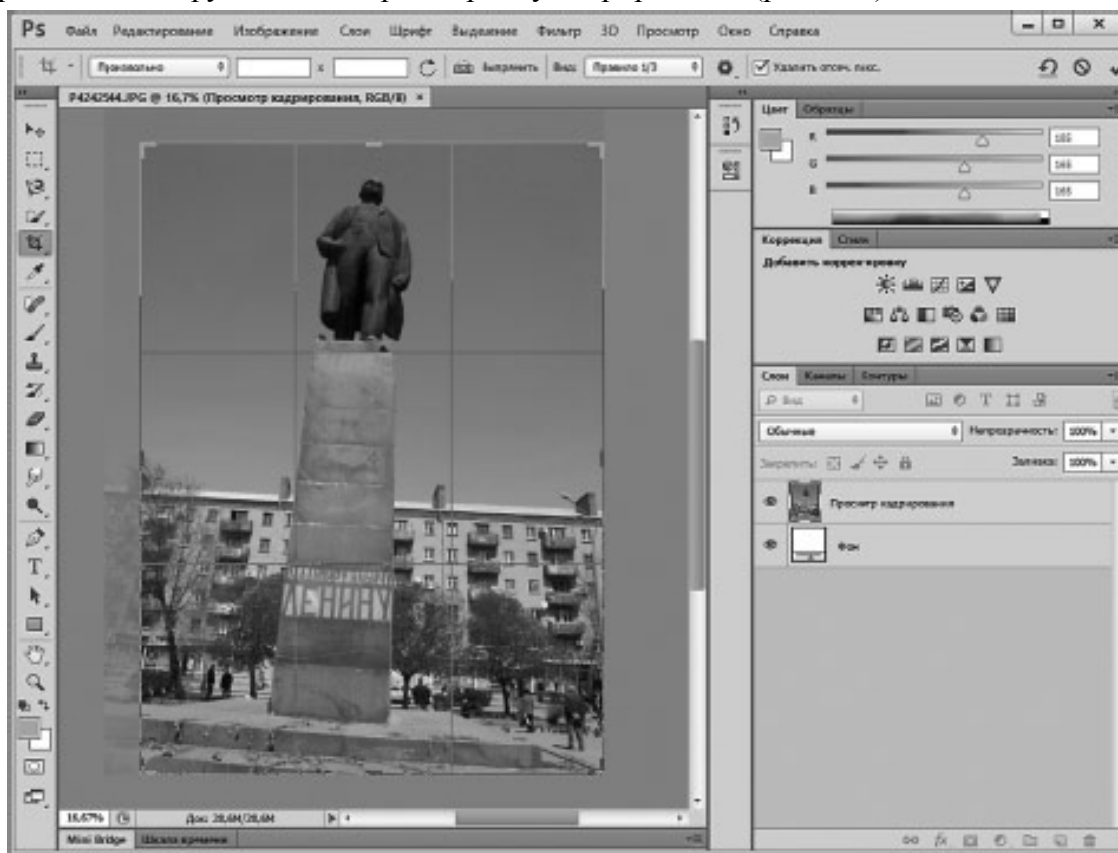 Ps Файл Редактирование Изображение Слои Шрифт Выделение Фильтр 3D Просмотр Окно Справка
Произвольно x Выпрямить Вид: Правило 1/3 Удалить отсеч. пикс.
P4242544.JPG @ 16,7% (Просмотр кадрирования, RGB/8) ×
Цвет Образцы
R 165
G 165
B 165
Коррекция Стили
Добавить корректировку
Слои Каналы Контуры
Вид
Обычные Непрозрачность: 100%
Закрепить: Заливка: 100%
Просмотр кадрирования
Фон
ЛЕНИНУ
16,67% Док: 28,6M/28,6M
Mini Bridge Шкала времени
fx